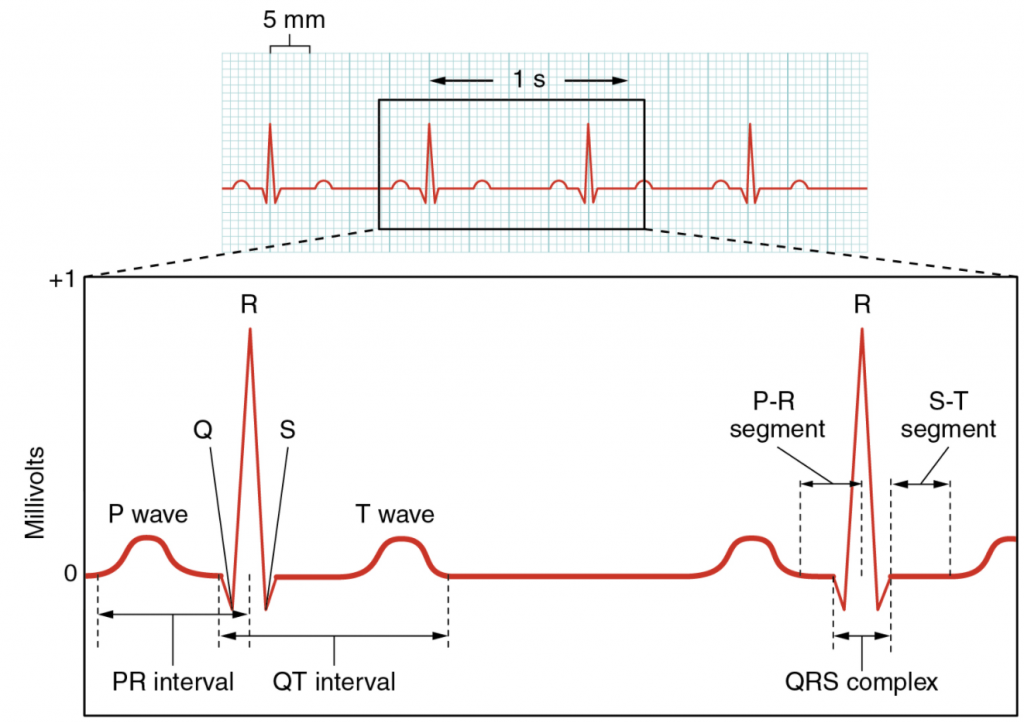 5 mm
1 s
+1
R
R
P-R
segment
S-T
segment
Q
S
Millivolts
P wave
T wave
0
PR interval
QT interval
QRS complex